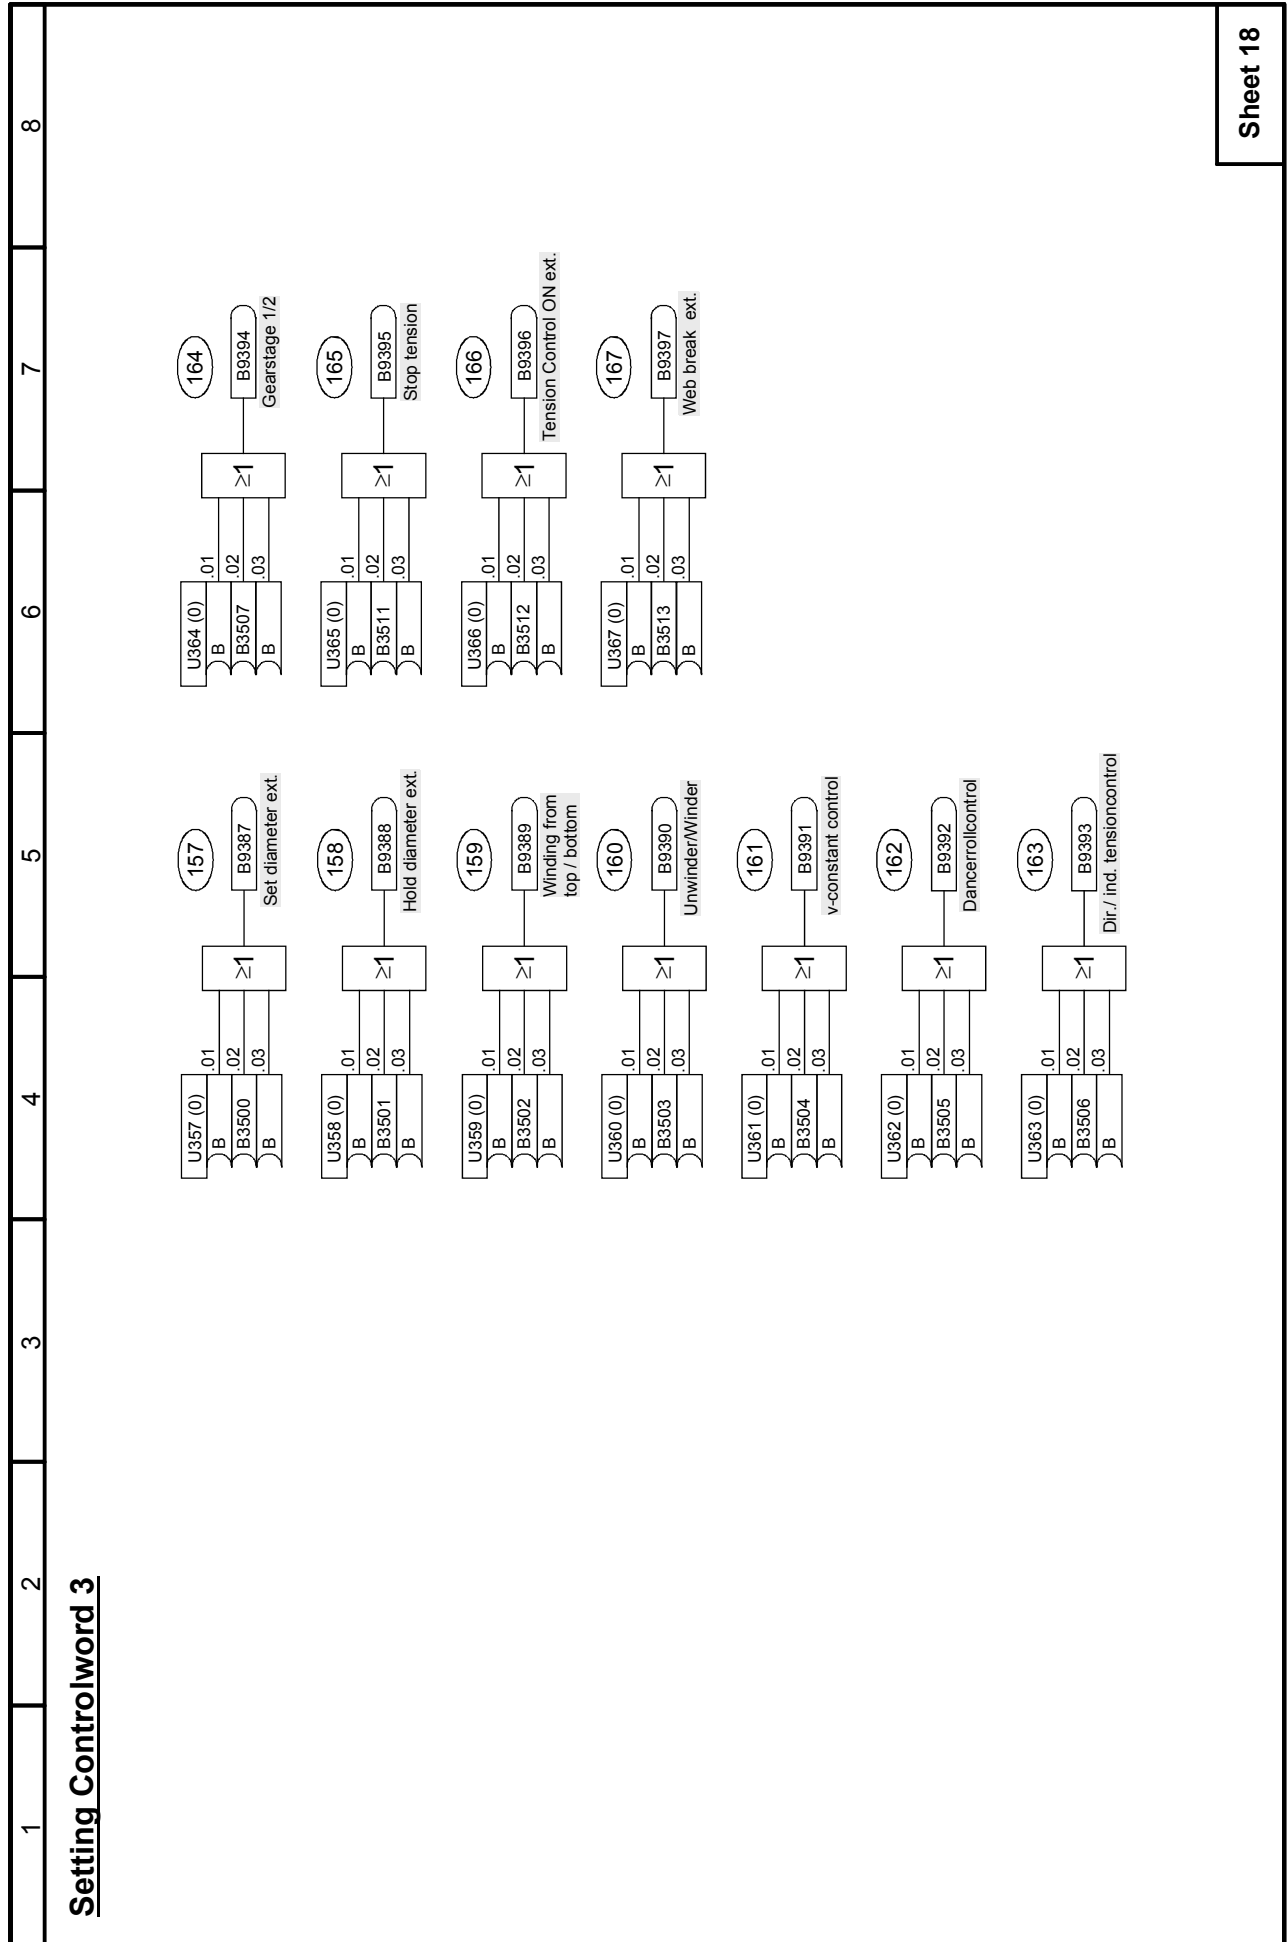 1 2 3 4 5 6 7 8
Setting Controlword 3
157
U357 (0)
B .01
B3500 .02 ≥1 B9387
B .03
Set diameter ext.
158
U358 (0)
B .01
B3501 .02 ≥1 B9388
B .03
Hold diameter ext.
159
U359 (0)
B .01
B3502 .02 ≥1 B9389
B .03
Winding from
top / bottom
160
U360 (0)
B .01
B3503 .02 ≥1 B9390
B .03
Unwinder/Winder
161
U361 (0)
B .01
B3504 .02 ≥1 B9391
B .03
v-constant control
162
U362 (0)
B .01
B3505 .02 ≥1 B9392
B .03
Dancerrollcontrol
163
U363 (0)
B .01
B3506 .02 ≥1 B9393
B .03
Dir./ ind. tensioncontrol
164
U364 (0)
B .01
B3507 .02 ≥1 B9394
B .03
Gearstage 1/2
165
U365 (0)
B .01
B3511 .02 ≥1 B9395
B .03
Stop tension
166
U366 (0)
B .01
B3512 .02 ≥1 B9396
B .03
Tension Control ON ext.
167
U367 (0)
B .01
B3513 .02 ≥1 B9397
B .03
Web break ext.
Sheet 18